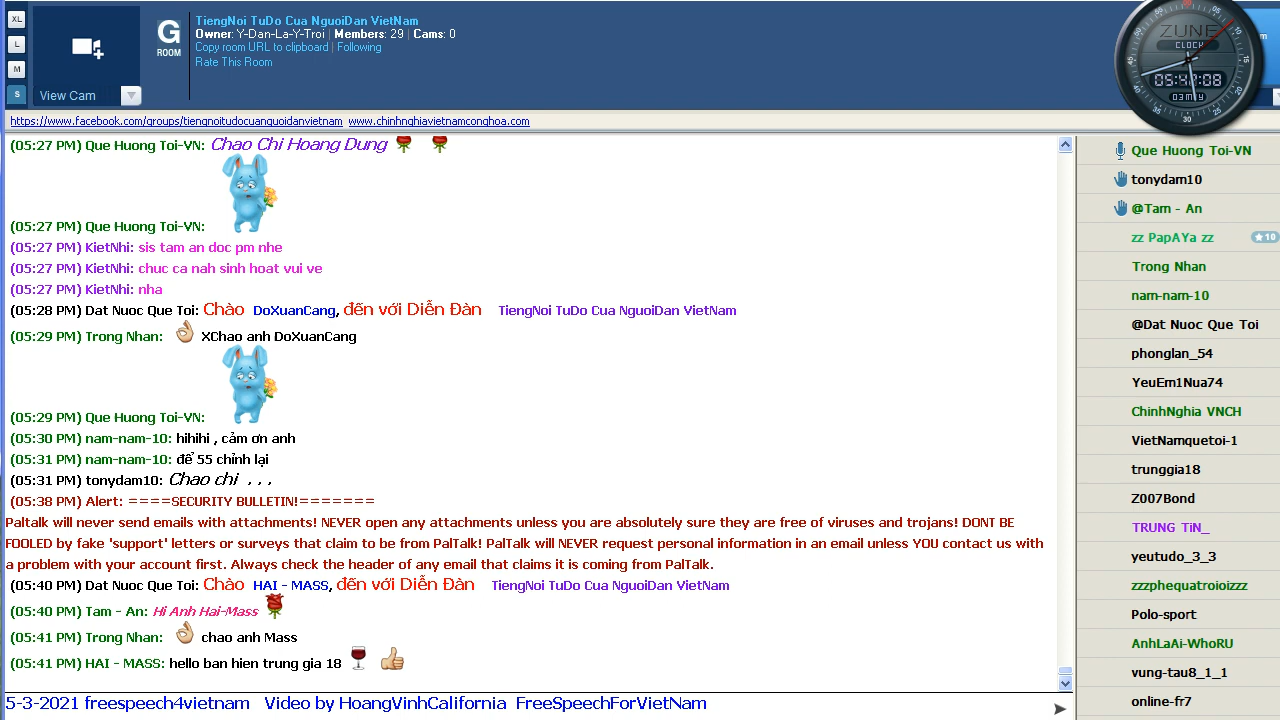 XL
L
M
S
View Cam
G
ROOM
TiengNoi TuDo Cua NguoiDan VietNam
Owner: Y-Dan-La-Y-Troi | Members: 29 | Cams: 0
Copy room URL to clipboard | Following
Rate This Room
ZUNE
CLOCK
03 MAY
https://www.facebook.com/groups/tiengnoitudocuanguoidanvietnam www.chinhnghiavietnamconghoa.com
(05:27 PM) Que Huong Toi-VN: Chao Chi Hoang Dung
(05:27 PM) Que Huong Toi-VN:
(05:27 PM) KietNhi: sis tam an doc pm nhe
(05:27 PM) KietNhi: chuc ca nah sinh hoat vui ve
(05:27 PM) KietNhi: nha
(05:28 PM) Dat Nuoc Que Toi: Chào DoXuanCang, đến với Diễn Đàn TiengNoi TuDo Cua NguoiDan VietNam
(05:29 PM) Trong Nhan: XChao anh DoXuanCang
(05:29 PM) Que Huong Toi-VN:
(05:30 PM) nam-nam-10: hihihi , cảm ơn anh
(05:31 PM) nam-nam-10: để 55 chỉnh lại
(05:31 PM) tonydam10: Chao chi . . .
(05:38 PM) Alert: ====SECURITY BULLETIN!=======
Paltalk will never send emails with attachments! NEVER open any attachments unless you are absolutely sure they are free of viruses and trojans! DONT BE
FOOLED by fake 'support' letters or surveys that claim to be from PalTalk! PalTalk will NEVER request personal information in an email unless YOU contact us with
a problem with your account first. Always check the header of any email that claims it is coming from PalTalk.
(05:40 PM) Dat Nuoc Que Toi: Chào HAI - MASS, đến với Diễn Đàn TiengNoi TuDo Cua NguoiDan VietNam
(05:40 PM) Tam - An: Hi Anh Hai-Mass
(05:41 PM) Trong Nhan: chao anh Mass
(05:41 PM) HAI - MASS: hello ban hien trung gia 18
5-3-2021 freespeech4vietnam Video by HoangVinhCalifornia FreeSpeechForVietNam
Que Huong Toi-VN
tonydam10
@Tam - An
zz PapAYa zz
10
Trong Nhan
nam-nam-10
@Dat Nuoc Que Toi
phonglan_54
YeuEm1Nua74
ChinhNghia VNCH
VietNamquetoi-1
trunggia18
Z007Bond
TRUNG TiN_
yeutudo_3_3
zzzphequatroioizzz
Polo-sport
AnhLaAi-WhoRU
vung-tau8_1_1
online-fr7